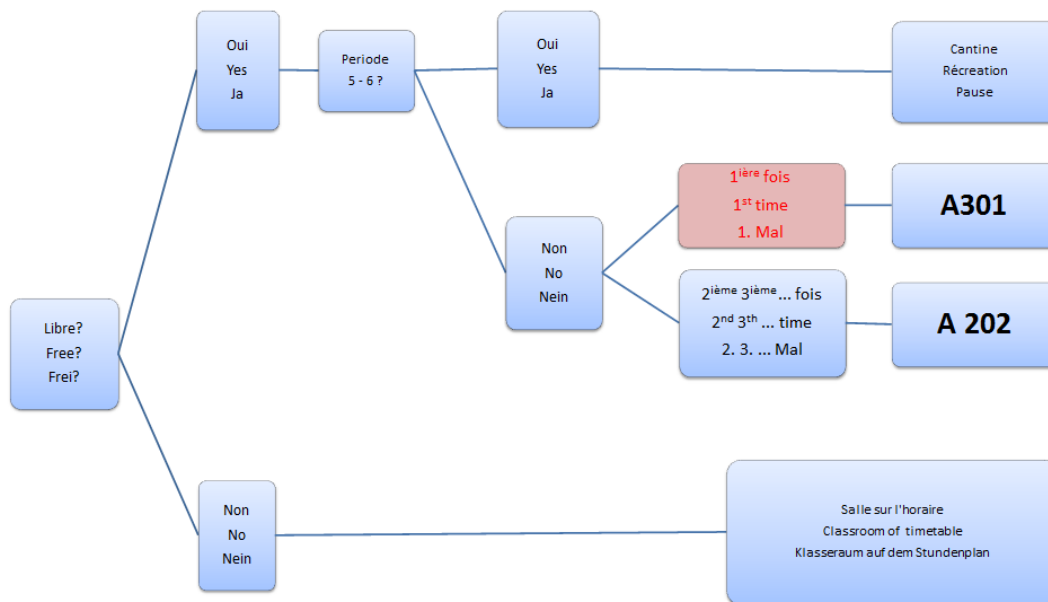 Libre?
Free?
Frei?
Oui
Yes
Ja
Periode
5 - 6 ?
Oui
Yes
Ja
Cantine
Récreation
Pause
Non
No
Nein
1ière fois
1st time
1. Mal
A301
2ième 3ième ... fois
2nd 3th ... time
2. 3. ... Mal
A 202
Non
No
Nein
Salle sur l'horaire
Classroom of timetable
Klasseraum auf dem Stundenplan